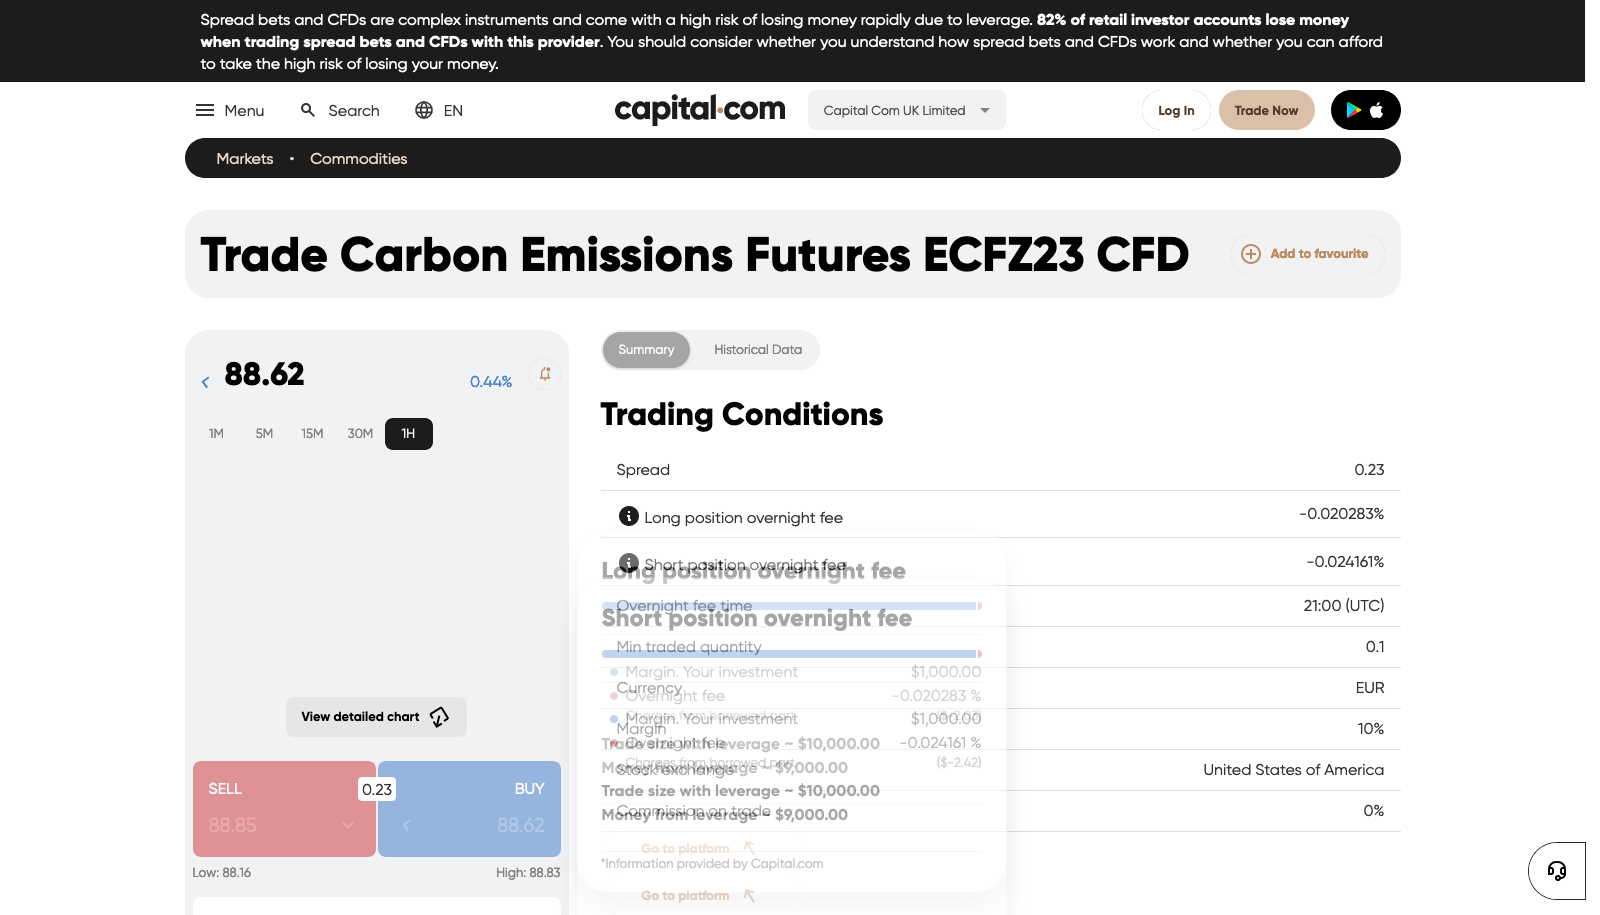 Spread bets and CFDs are complex instruments and come with a high risk of losing money rapidly due to leverage. 82% of retail investor accounts lose money
when trading spread bets and CFDs with this provider. You should consider whether you understand how spread bets and CFDs work and whether you can afford
to take the high risk of losing your money.
Menu
Search
EN
capital.com
Capital Com UK Limited
Log In
Trade Now
Markets • Commodities
Trade Carbon Emissions Futures ECFZ23 CFD
Add to favourite
88.62
0.44%
1M 5M 15M 30M 1H
View detailed chart
SELL
88.85
0.23
BUY
88.62
Low: 88.16
High: 88.83
Summary
Historical Data
Trading Conditions
Spread 0.23
Long position overnight fee -0.020283%
Short position overnight fee -0.024161%
Overnight fee time 21:00 (UTC)
Min traded quantity 0.1
Currency EUR
Margin 10%
Stock exchange United States of America
Commission on trade 0%
*Information provided by Capital.com
Long position overnight fee
Margin. Your investment $1,000.00
Overnight fee -0.020283 %
Charges from borrowed part
Trade size with leverage ~ $10,000.00
Money from leverage ~ $9,000.00
Go to platform
Short position overnight fee
Margin. Your investment $1,000.00
Overnight fee -0.024161 %
Charges from borrowed part ($-2.42)
Trade size with leverage ~ $10,000.00
Money from leverage ~ $9,000.00
Go to platform